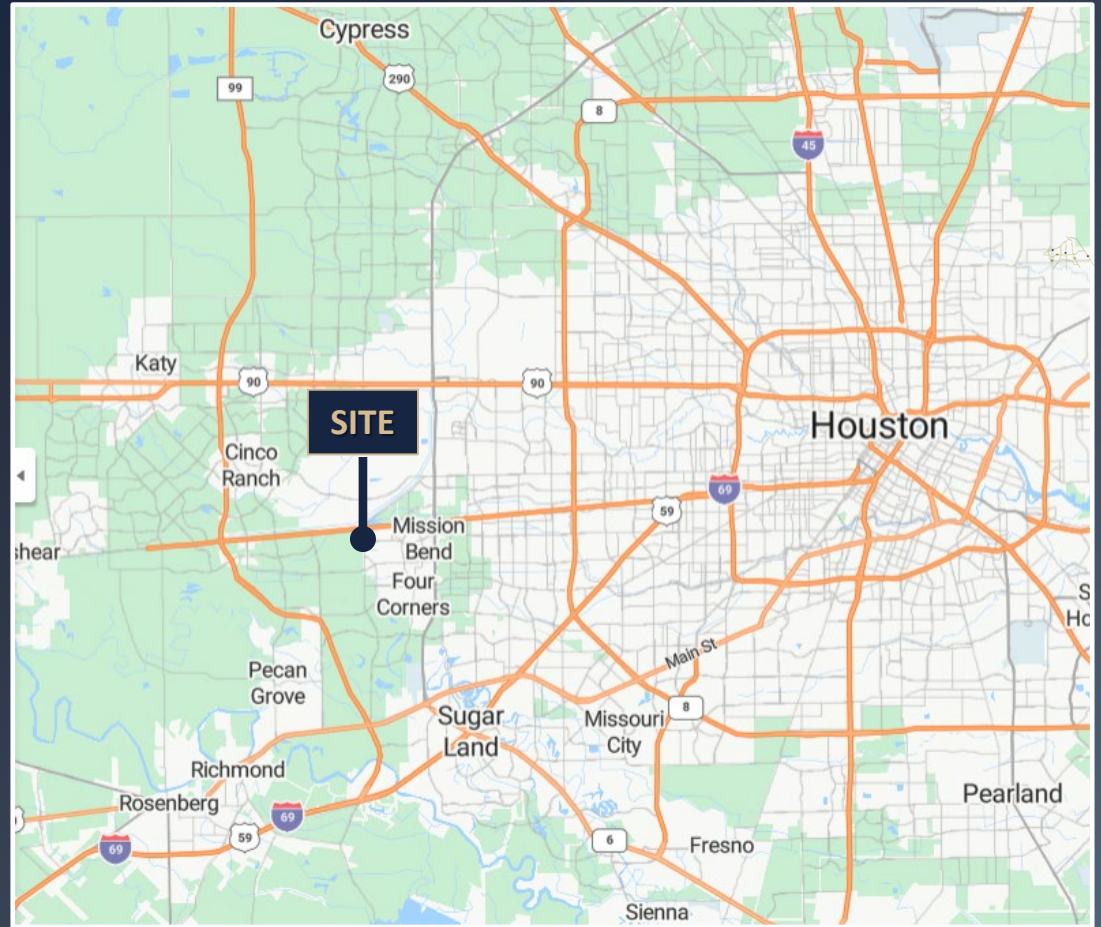 Cypress
290
99
8
45
Katy
90
90
SITE
Houston
Cinco
Ranch
69
59
Mission
Bend
shear
Four
Corners
S
Ho
Main St
Pecan
Grove
8
Sugar
Land
Missouri
City
Richmond
Rosenberg
69
59
69
Pearland
6
Fresno
Sienna